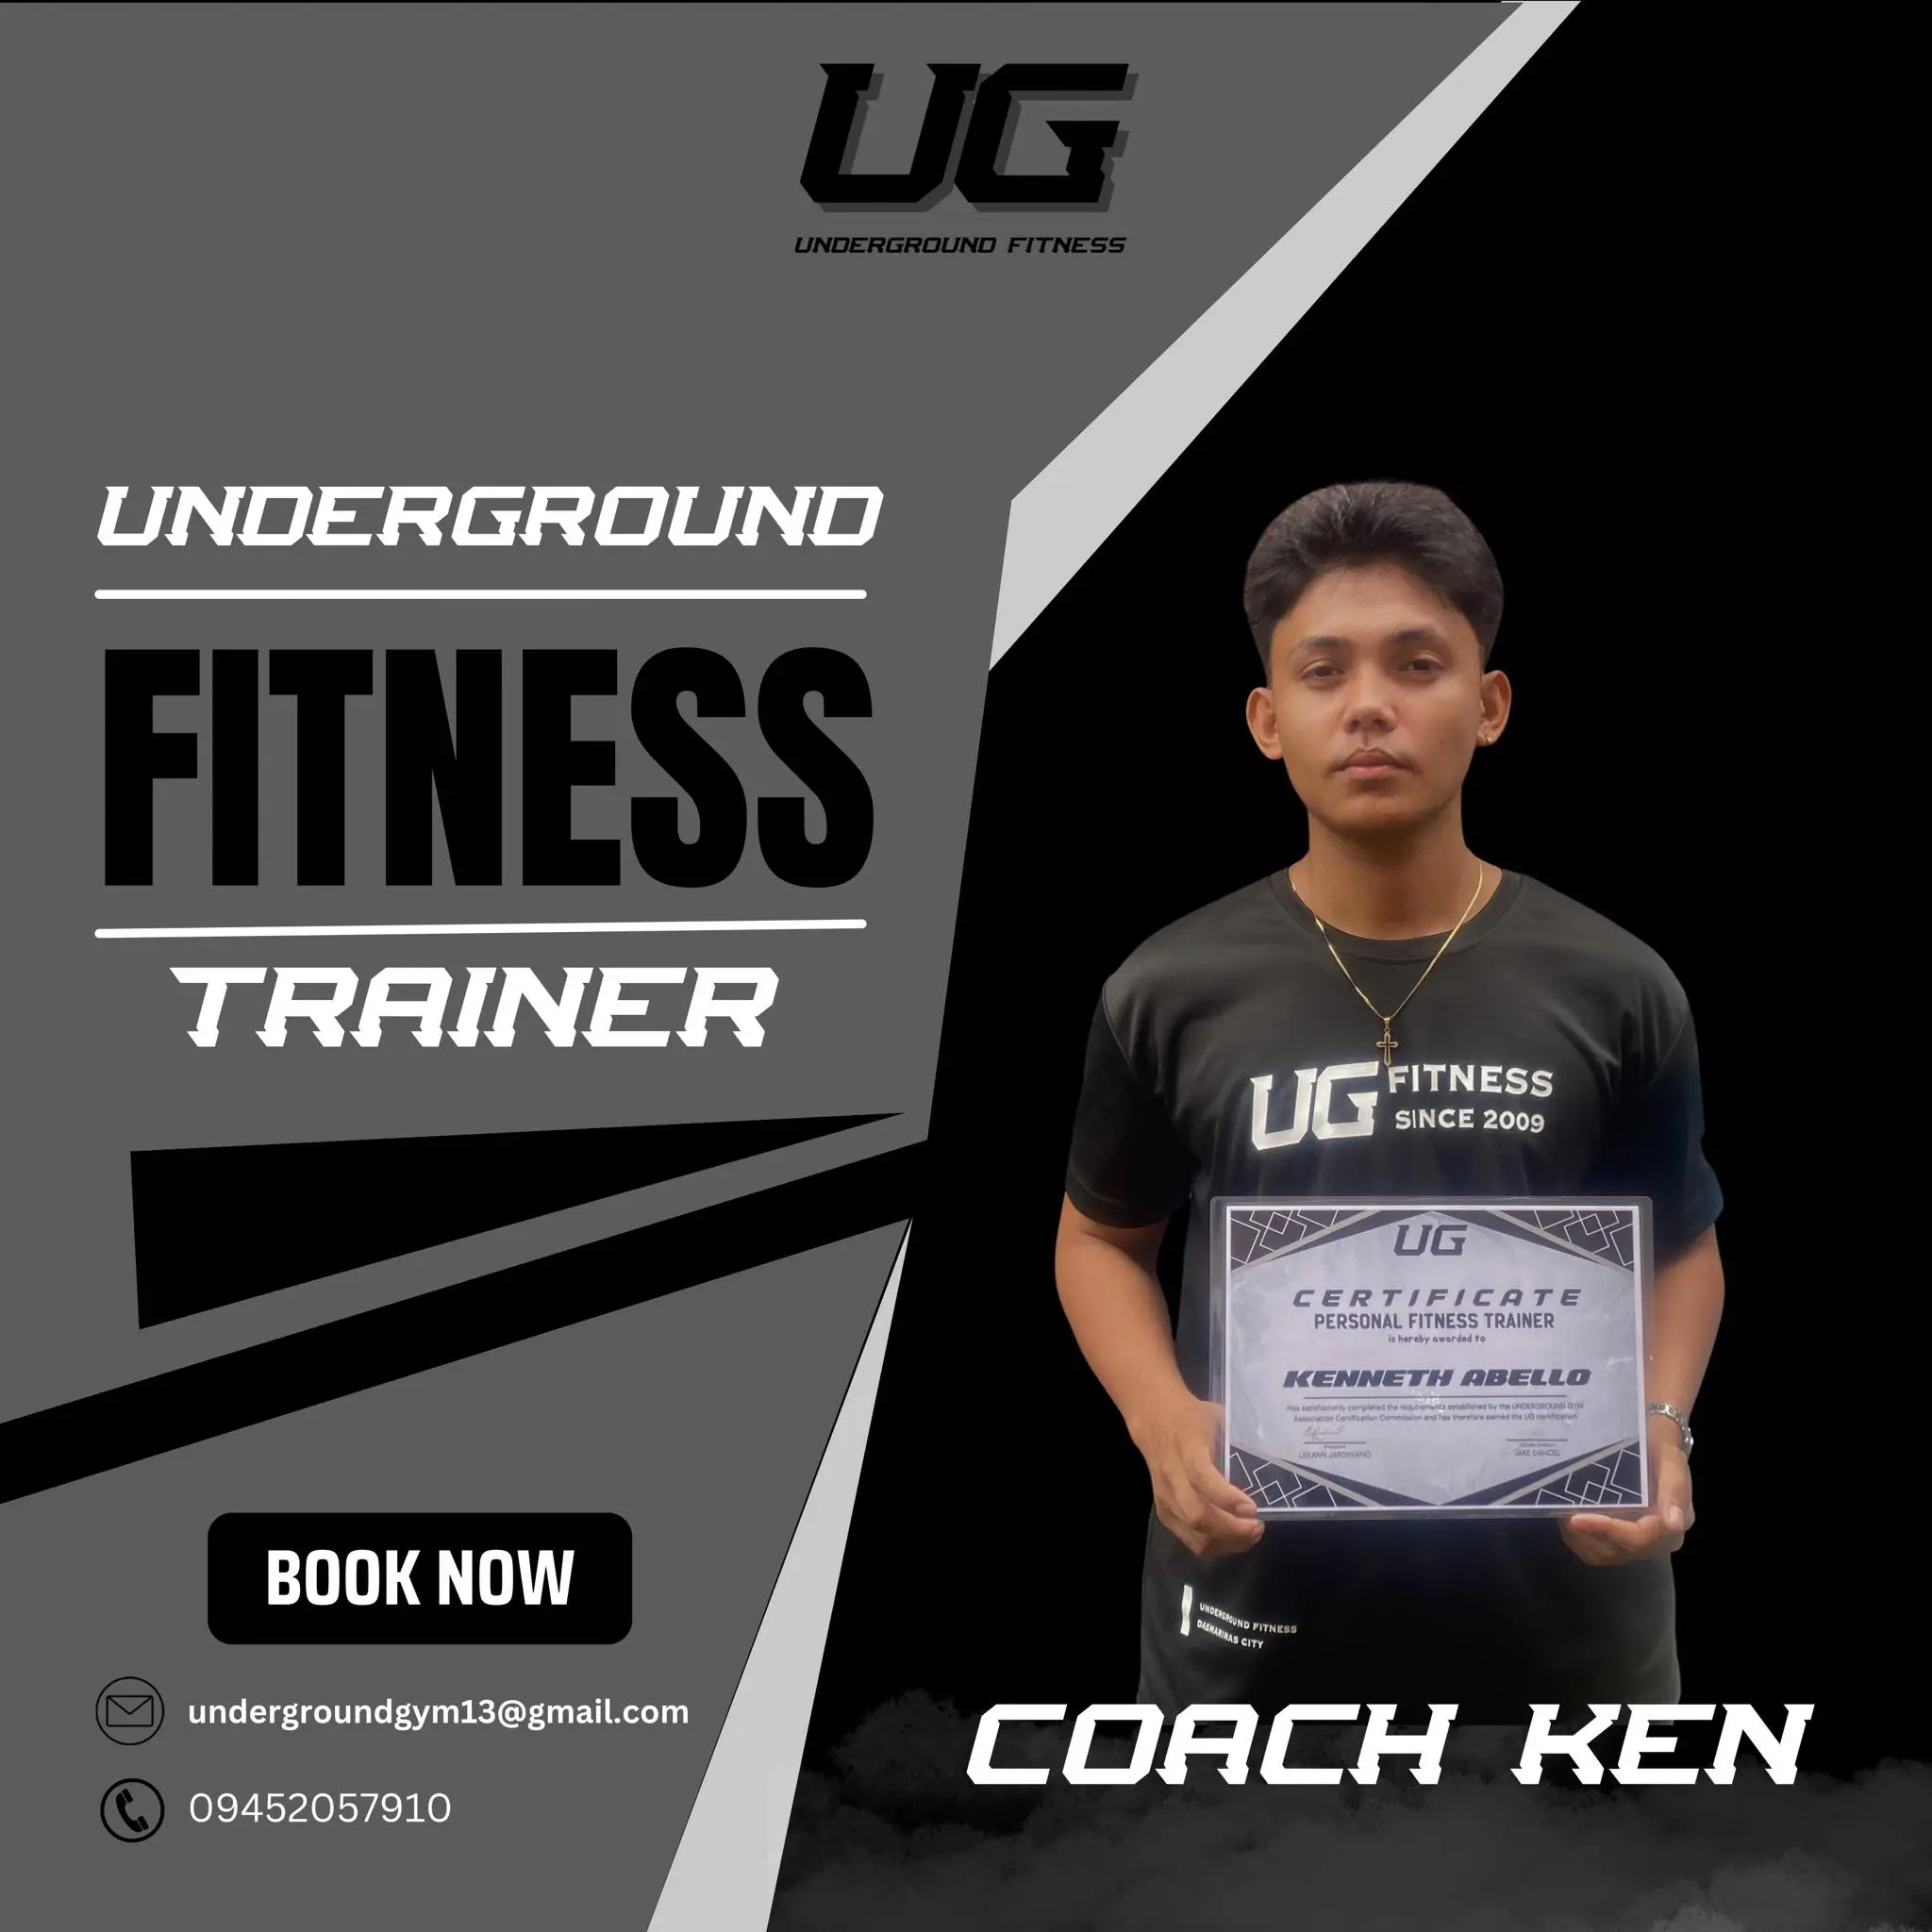 UG
UNDERGROUND FITNESS
UNDERGROUND
FITNESS
TRAINER
UG FITNESS
SINCE 2009
UG
CERTIFICATE
PERSONAL FITNESS TRAINER
is hereby awarded to
KENNETH ABELLO
Has satisfactorily completed the requirements established by the UNDERGROUND GYM
Association Certification Commission and has therefore earned the UG certification
LEEANN JARDINIANO
JAKE DANCEL
UNDERGROUND FITNESS
DASMARINAS CITY
BOOK NOW
undergroundgym13@gmail.com
09452057910
COACH KEN